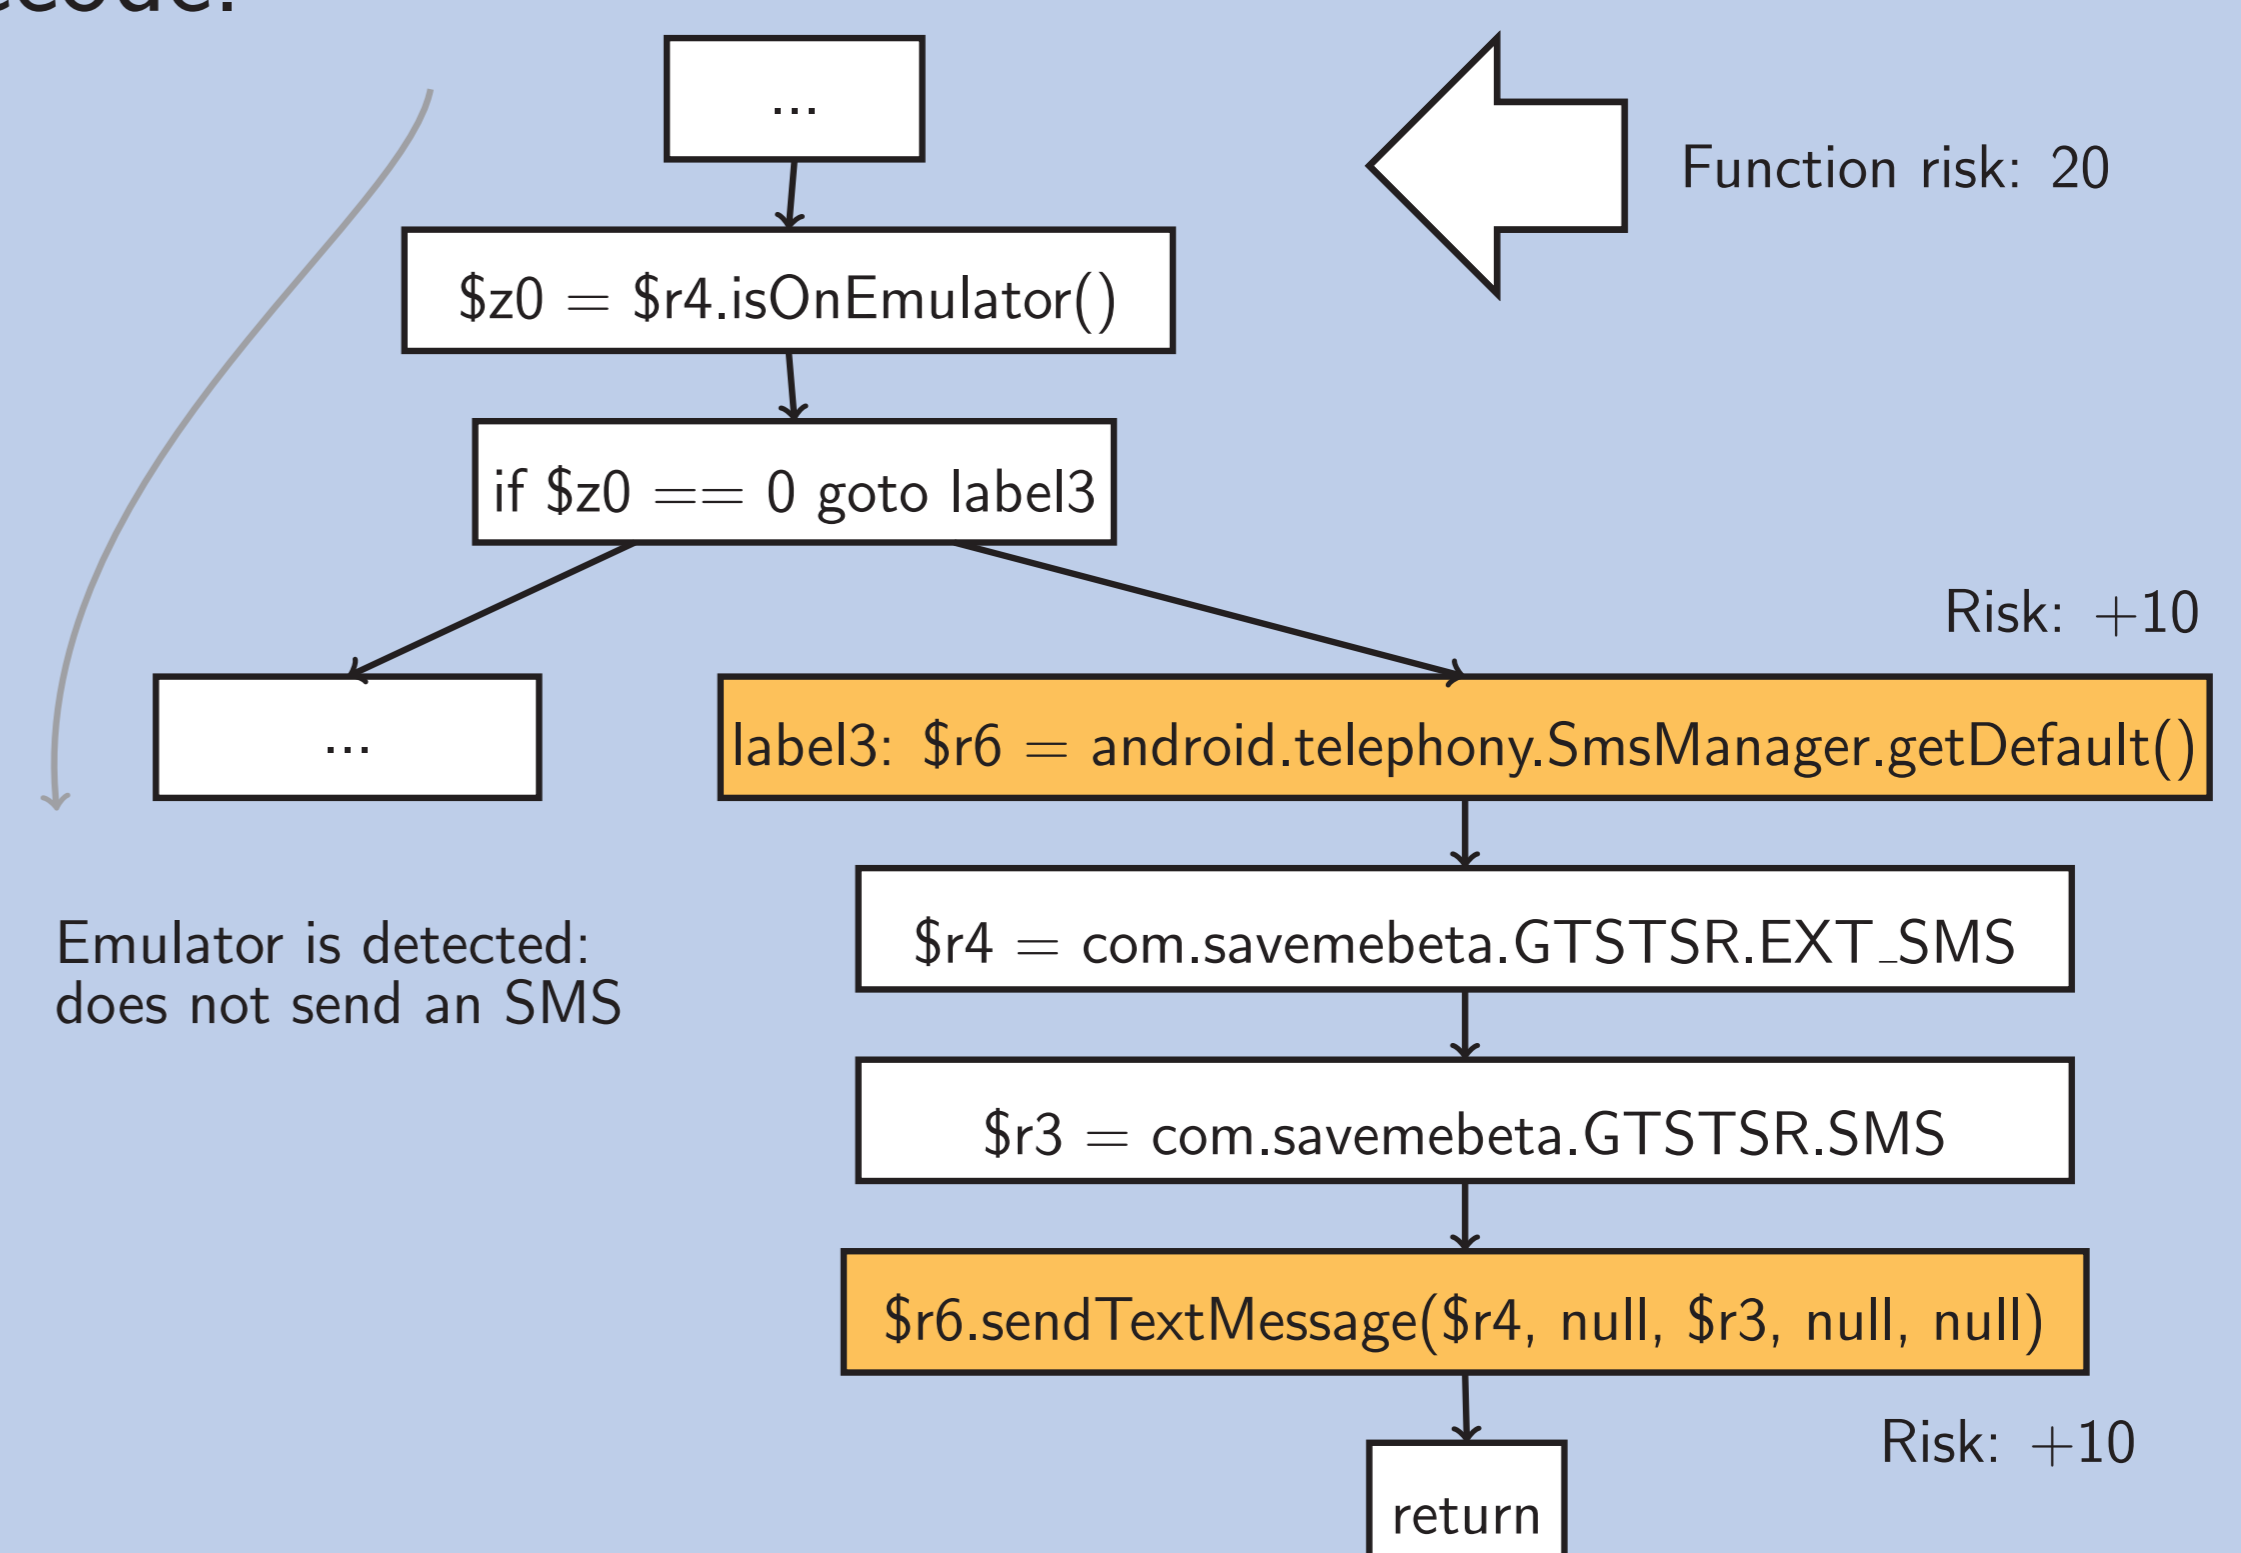 ...
Function risk: 20
$z0 = $r4.isOnEmulator()
if $z0 == 0 goto label3
Risk: +10
...
label3: $r6 = android.telephony.SmsManager.getDefault()
Emulator is detected:
does not send an SMS
$r4 = com.savemebeta.GTSTSR.EXT_SMS
$r3 = com.savemebeta.GTSTSR.SMS
$r6.sendTextMessage($r4, null, $r3, null, null)
Risk: +10
return